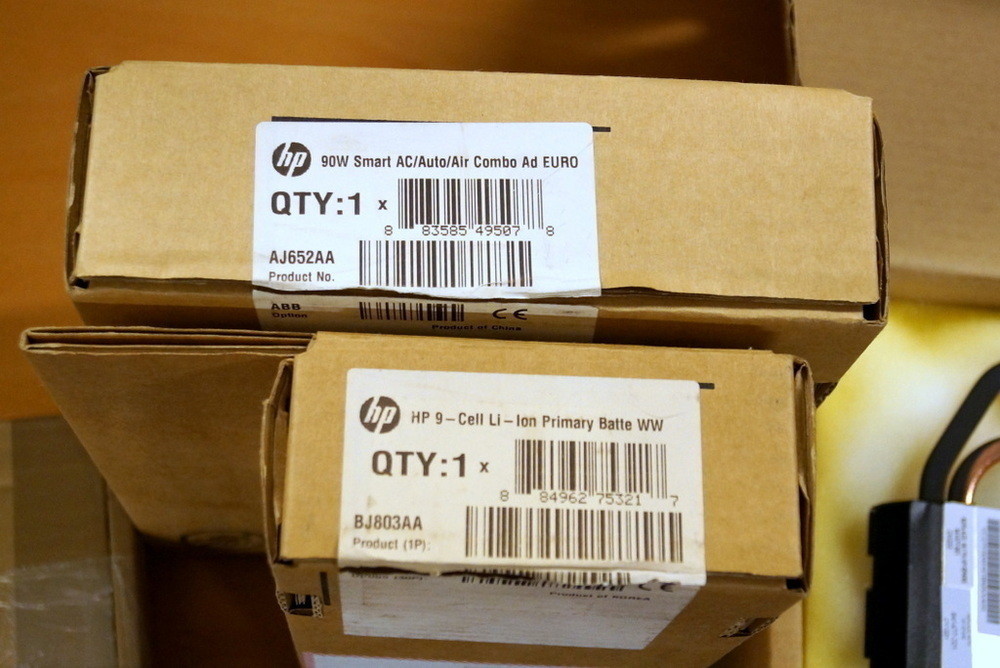 hp 90W Smart AC/Auto/Air Combo Ad EURO
QTY:1 x
8 83585 49507 8
AJ652AA
Product No.
ABB
Option
CE
Product of China
hp HP 9-Cell Li-Ion Primary Batte WW
QTY:1 x
8 84962 75321 7
BJ803AA
Product (1P):
CE
Product of KOREA